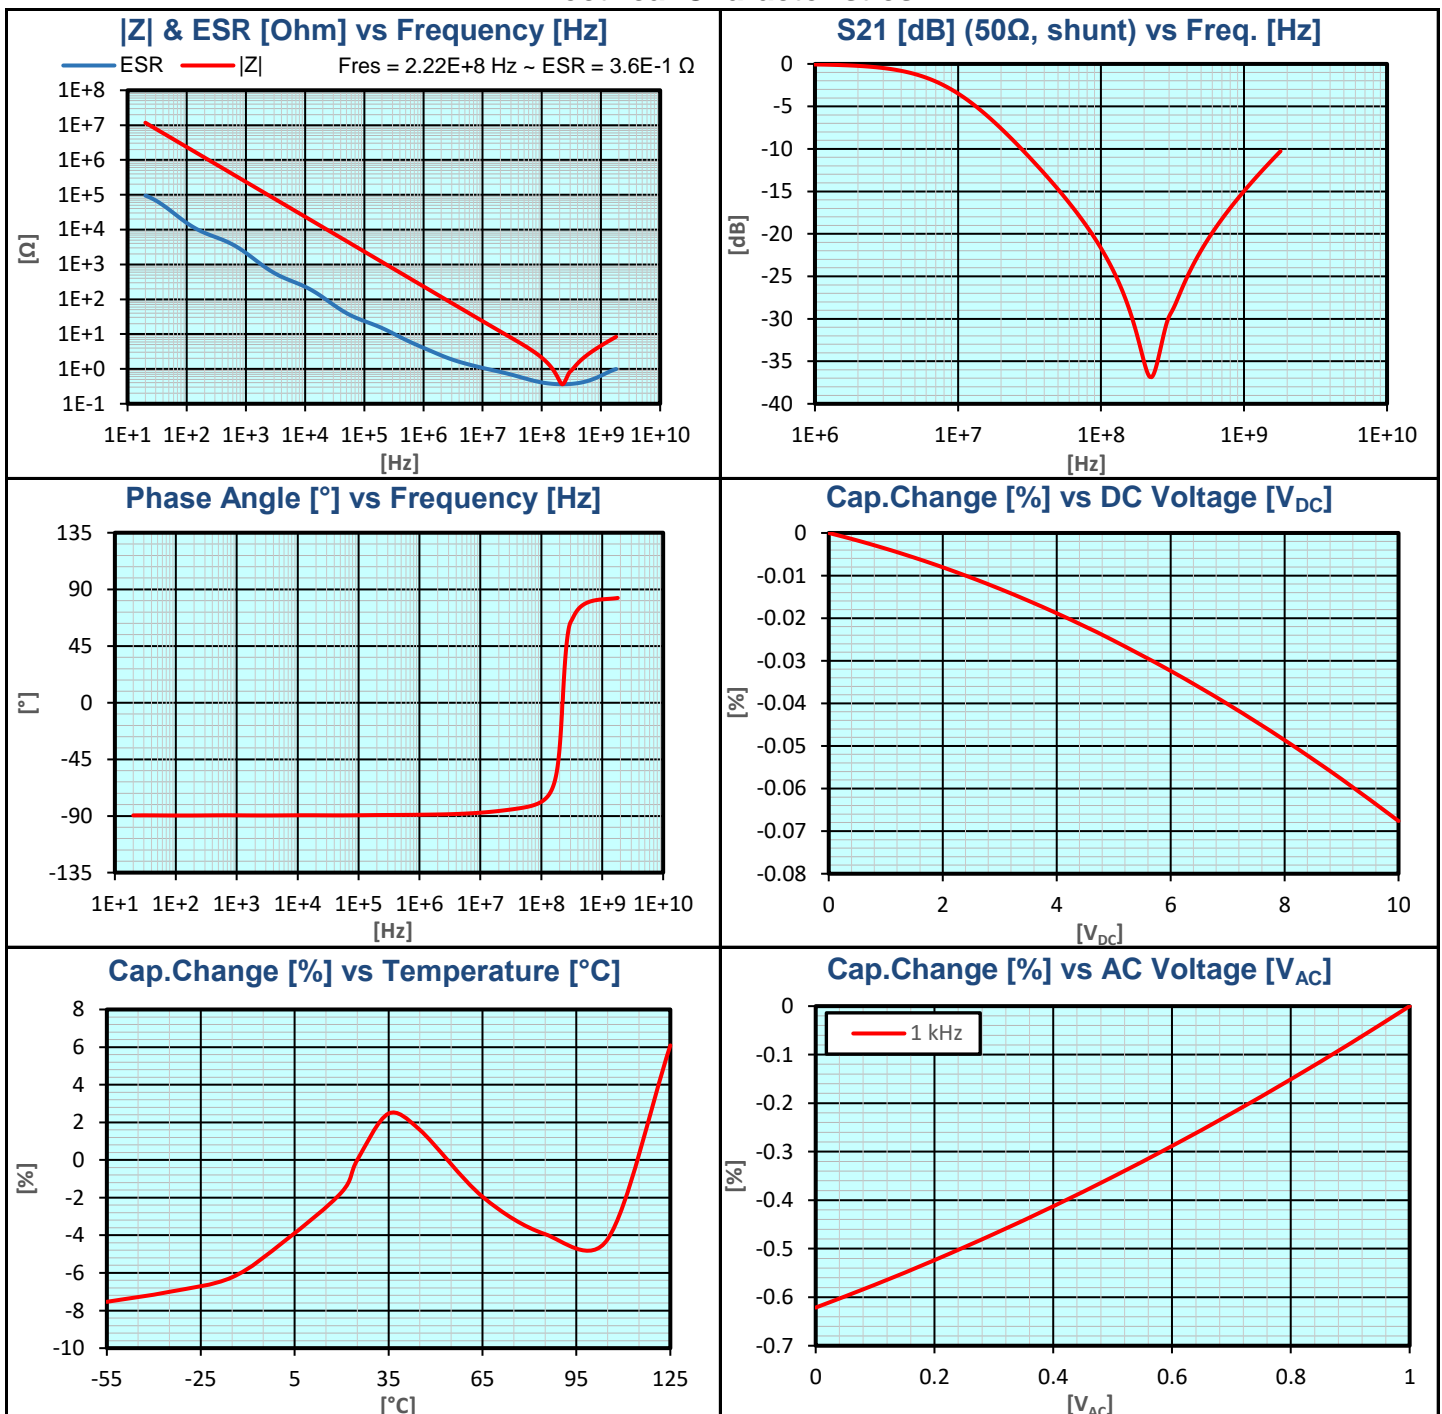 |Z| & ESR [Ohm] vs Frequency [Hz]
ESR |Z| Fres = 2.22E+8 Hz ~ ESR = 3.6E-1 Ω
1E+8
1E+7
1E+6
1E+5
1E+4
1E+3
1E+2
1E+1
1E+0
1E-1
[Ω]
1E+1 1E+2 1E+3 1E+4 1E+5 1E+6 1E+7 1E+8 1E+9 1E+10
[Hz]
S21 [dB] (50Ω, shunt) vs Freq. [Hz]
0
-5
-10
-15
-20
-25
-30
-35
-40
[dB]
1E+6 1E+7 1E+8 1E+9 1E+10
[Hz]
Phase Angle [°] vs Frequency [Hz]
135
90
45
0
-45
-90
-135
[°]
1E+1 1E+2 1E+3 1E+4 1E+5 1E+6 1E+7 1E+8 1E+9 1E+10
[Hz]
Cap.Change [%] vs DC Voltage [VDC]
0
-0.01
-0.02
-0.03
-0.04
-0.05
-0.06
-0.07
-0.08
[%]
0 2 4 6 8 10
[VDC]
Cap.Change [%] vs Temperature [°C]
8
6
4
2
0
-2
-4
-6
-8
-10
[%]
-55 -25 5 35 65 95 125
[°C]
Cap.Change [%] vs AC Voltage [VAC]
1 kHz
0
-0.1
-0.2
-0.3
-0.4
-0.5
-0.6
-0.7
[%]
0 0.2 0.4 0.6 0.8 1
[VAC]